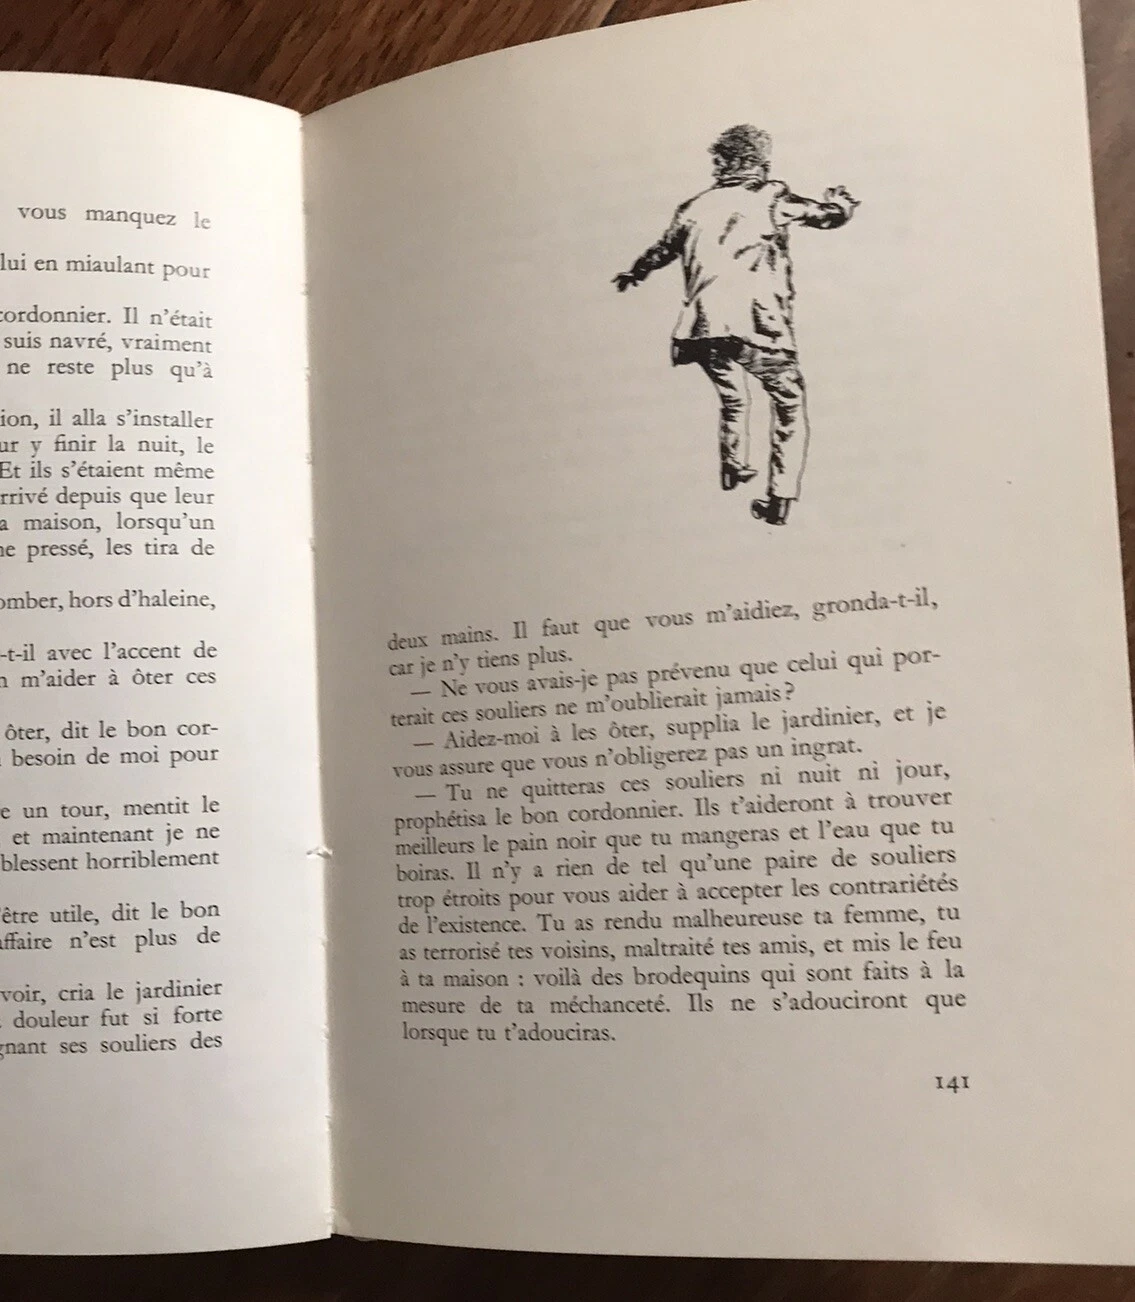 vous manquez le
lui en miaulant pour
cordonnier. Il n'était
suis navré, vraiment
ne reste plus qu'à
ion, il alla s'installer
ur y finir la nuit, le
Et ils s'étaient même
rrivé depuis que leur
a maison, lorsqu'un
ne pressé, les tira de
omber, hors d'haleine,
-t-il avec l'accent de
n m'aider à ôter ces
ôter, dit le bon cor-
besoin de moi pour
e un tour, mentit le
et maintenant je ne
blessent horriblement
'être utile, dit le bon
affaire n'est plus de
voir, cria le jardinier
douleur fut si forte
gnant ses souliers des
deux mains. Il faut que vous m'aidiez, gronda-t-il,
car je n'y tiens plus.
— Ne vous avais-je pas prévenu que celui qui por-
terait ces souliers ne m'oublierait jamais?
— Aidez-moi à les ôter, supplia le jardinier, et je
vous assure que vous n'obligerez pas un ingrat.
— Tu ne quitteras ces souliers ni nuit ni jour,
prophétisa le bon cordonnier. Ils t'aideront à trouver
meilleurs le pain noir que tu mangeras et l'eau que tu
boiras. Il n'y a rien de tel qu'une paire de souliers
trop étroits pour vous aider à accepter les contrariétés
de l'existence. Tu as rendu malheureuse ta femme, tu
as terrorisé tes voisins, maltraité tes amis, et mis le feu
à ta maison : voilà des brodequins qui sont faits à la
mesure de ta méchanceté. Ils ne s'adouciront que
lorsque tu t'adouciras.
141